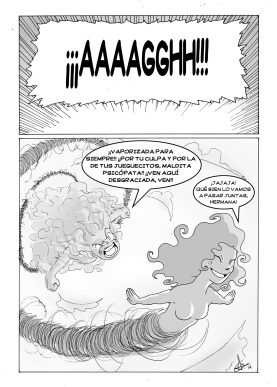 ¡¡¡AAAAGGHH!!!
¡¡VAPORIZADA PARA
SIEMPRE!! ¡¡POR TU CULPA Y POR LA
DE TUS JUEGUECITOS, MALDITA
PSICÓPATA!! ¡¡VEN AQUÍ
DESGRACIADA, VEN!!
¡JAJAJA!
QUÉ BIEN LO VAMOS
A PASAR JUNTAS,
HERMANA!